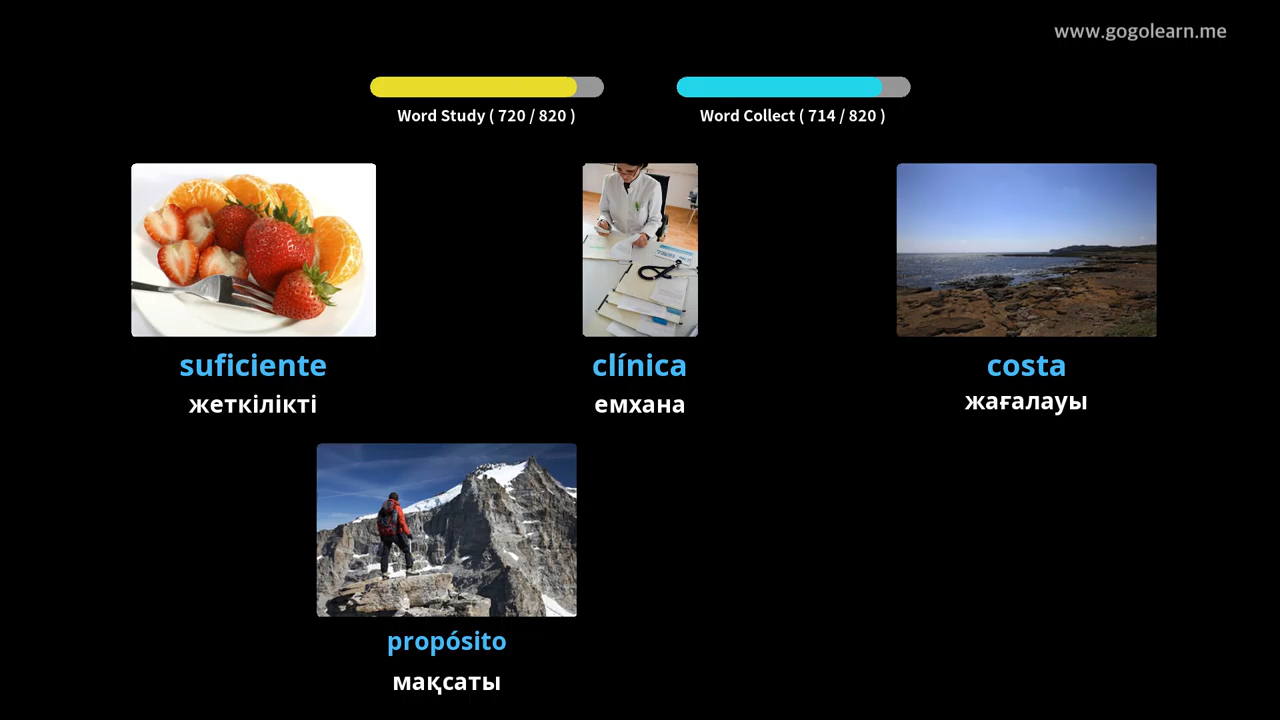 www.gogolearn.me
Word Study ( 720 / 820 )
Word Collect ( 714 / 820 )
suficiente
жеткілікті
clínica
емхана
costa
жағалауы
propósito
мақсаты